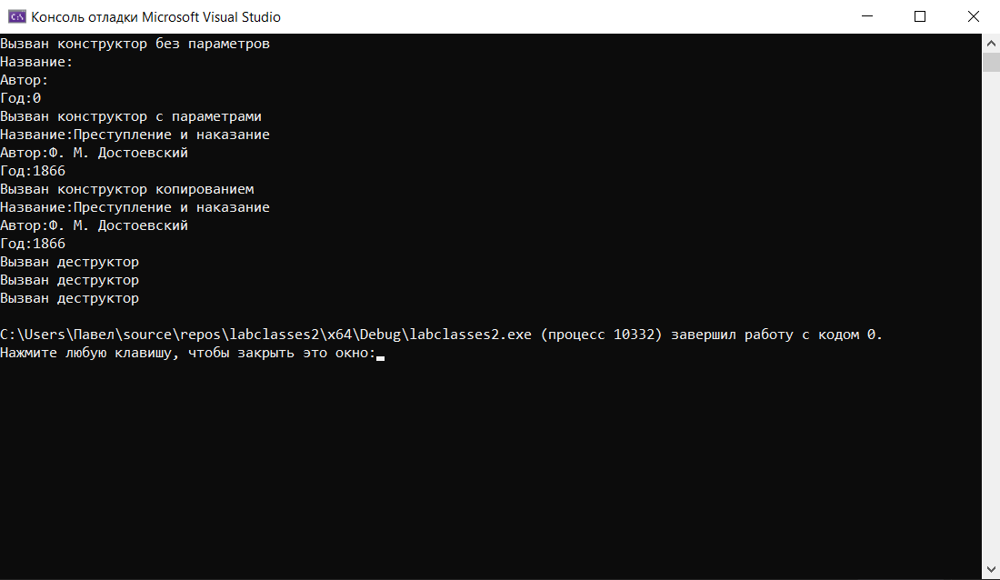 Консоль отладки Microsoft Visual Studio
Вызван конструктор без параметров
Название:
Автор:
Год:0
Вызван конструктор с параметрами
Название:Преступление и наказание
Автор:Ф. М. Достоевский
Год:1866
Вызван конструктор копированием
Название:Преступление и наказание
Автор:Ф. М. Достоевский
Год:1866
Вызван деструктор
Вызван деструктор
Вызван деструктор
C:\Users\Павел\source\repos\labclasses2\x64\Debug\labclasses2.exe (процесс 10332) завершил работу с кодом 0.
Нажмите любую клавишу, чтобы закрыть это окно: